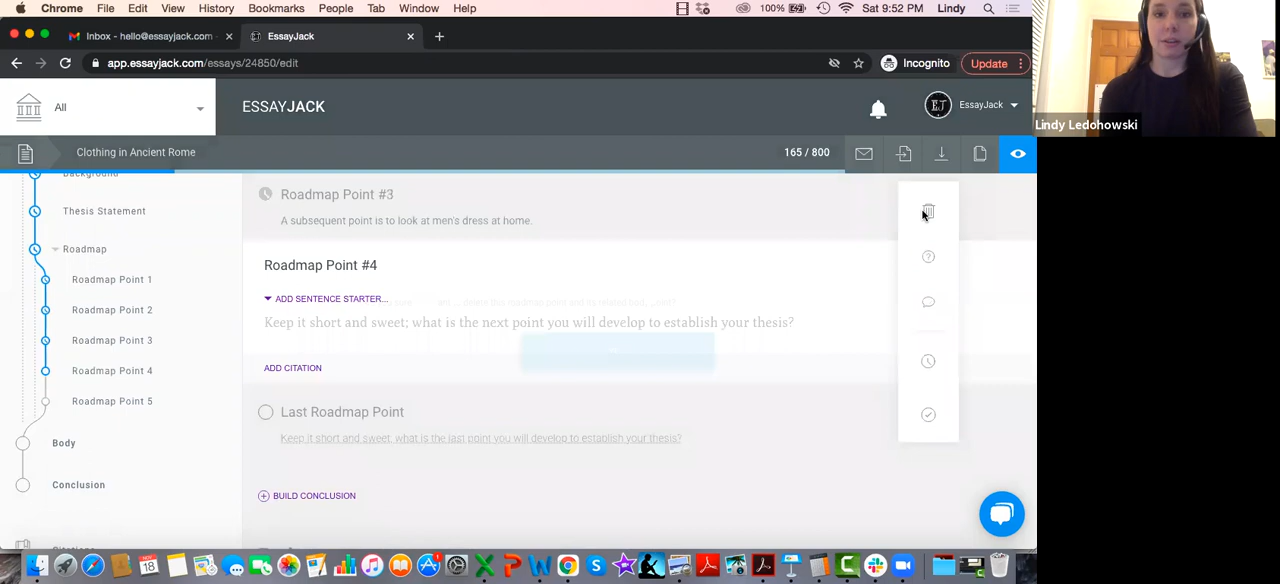 Chrome File Edit View History Bookmarks People Tab Window Help
100% Sat 9:52 PM Lindy
Inbox - hello@essayjack.com
EssayJack
app.essayjack.com/essays/24850/edit
Incognito
Update
All
ESSAYJACK
EJ
EssayJack
Lindy Ledohowski
Clothing in Ancient Rome
165 / 800
Background
Thesis Statement
Roadmap
Roadmap Point 1
Roadmap Point 2
Roadmap Point 3
Roadmap Point 4
Roadmap Point 5
Body
Conclusion
Roadmap Point #3
A subsequent point is to look at men's dress at home.
Roadmap Point #4
ADD SENTENCE STARTER...
Keep it short and sweet; what is the next point you will develop to establish your thesis?
ADD CITATION
Last Roadmap Point
Keep it short and sweet, what is the last point you will develop to establish your thesis?
BUILD CONCLUSION
NOV
18